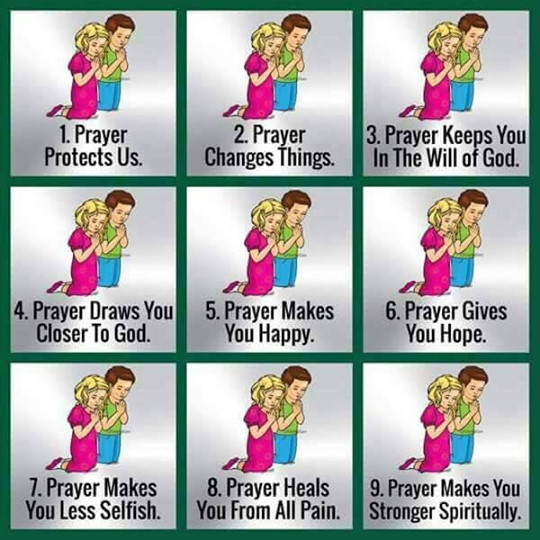 1. Prayer
Protects Us.
2. Prayer
Changes Things.
3. Prayer Keeps You
In The Will of God.
4. Prayer Draws You
Closer To God.
5. Prayer Makes
You Happy.
6. Prayer Gives
You Hope.
7. Prayer Makes
You Less Selfish.
8. Prayer Heals
You From All Pain.
9. Prayer Makes You
Stronger Spiritually.